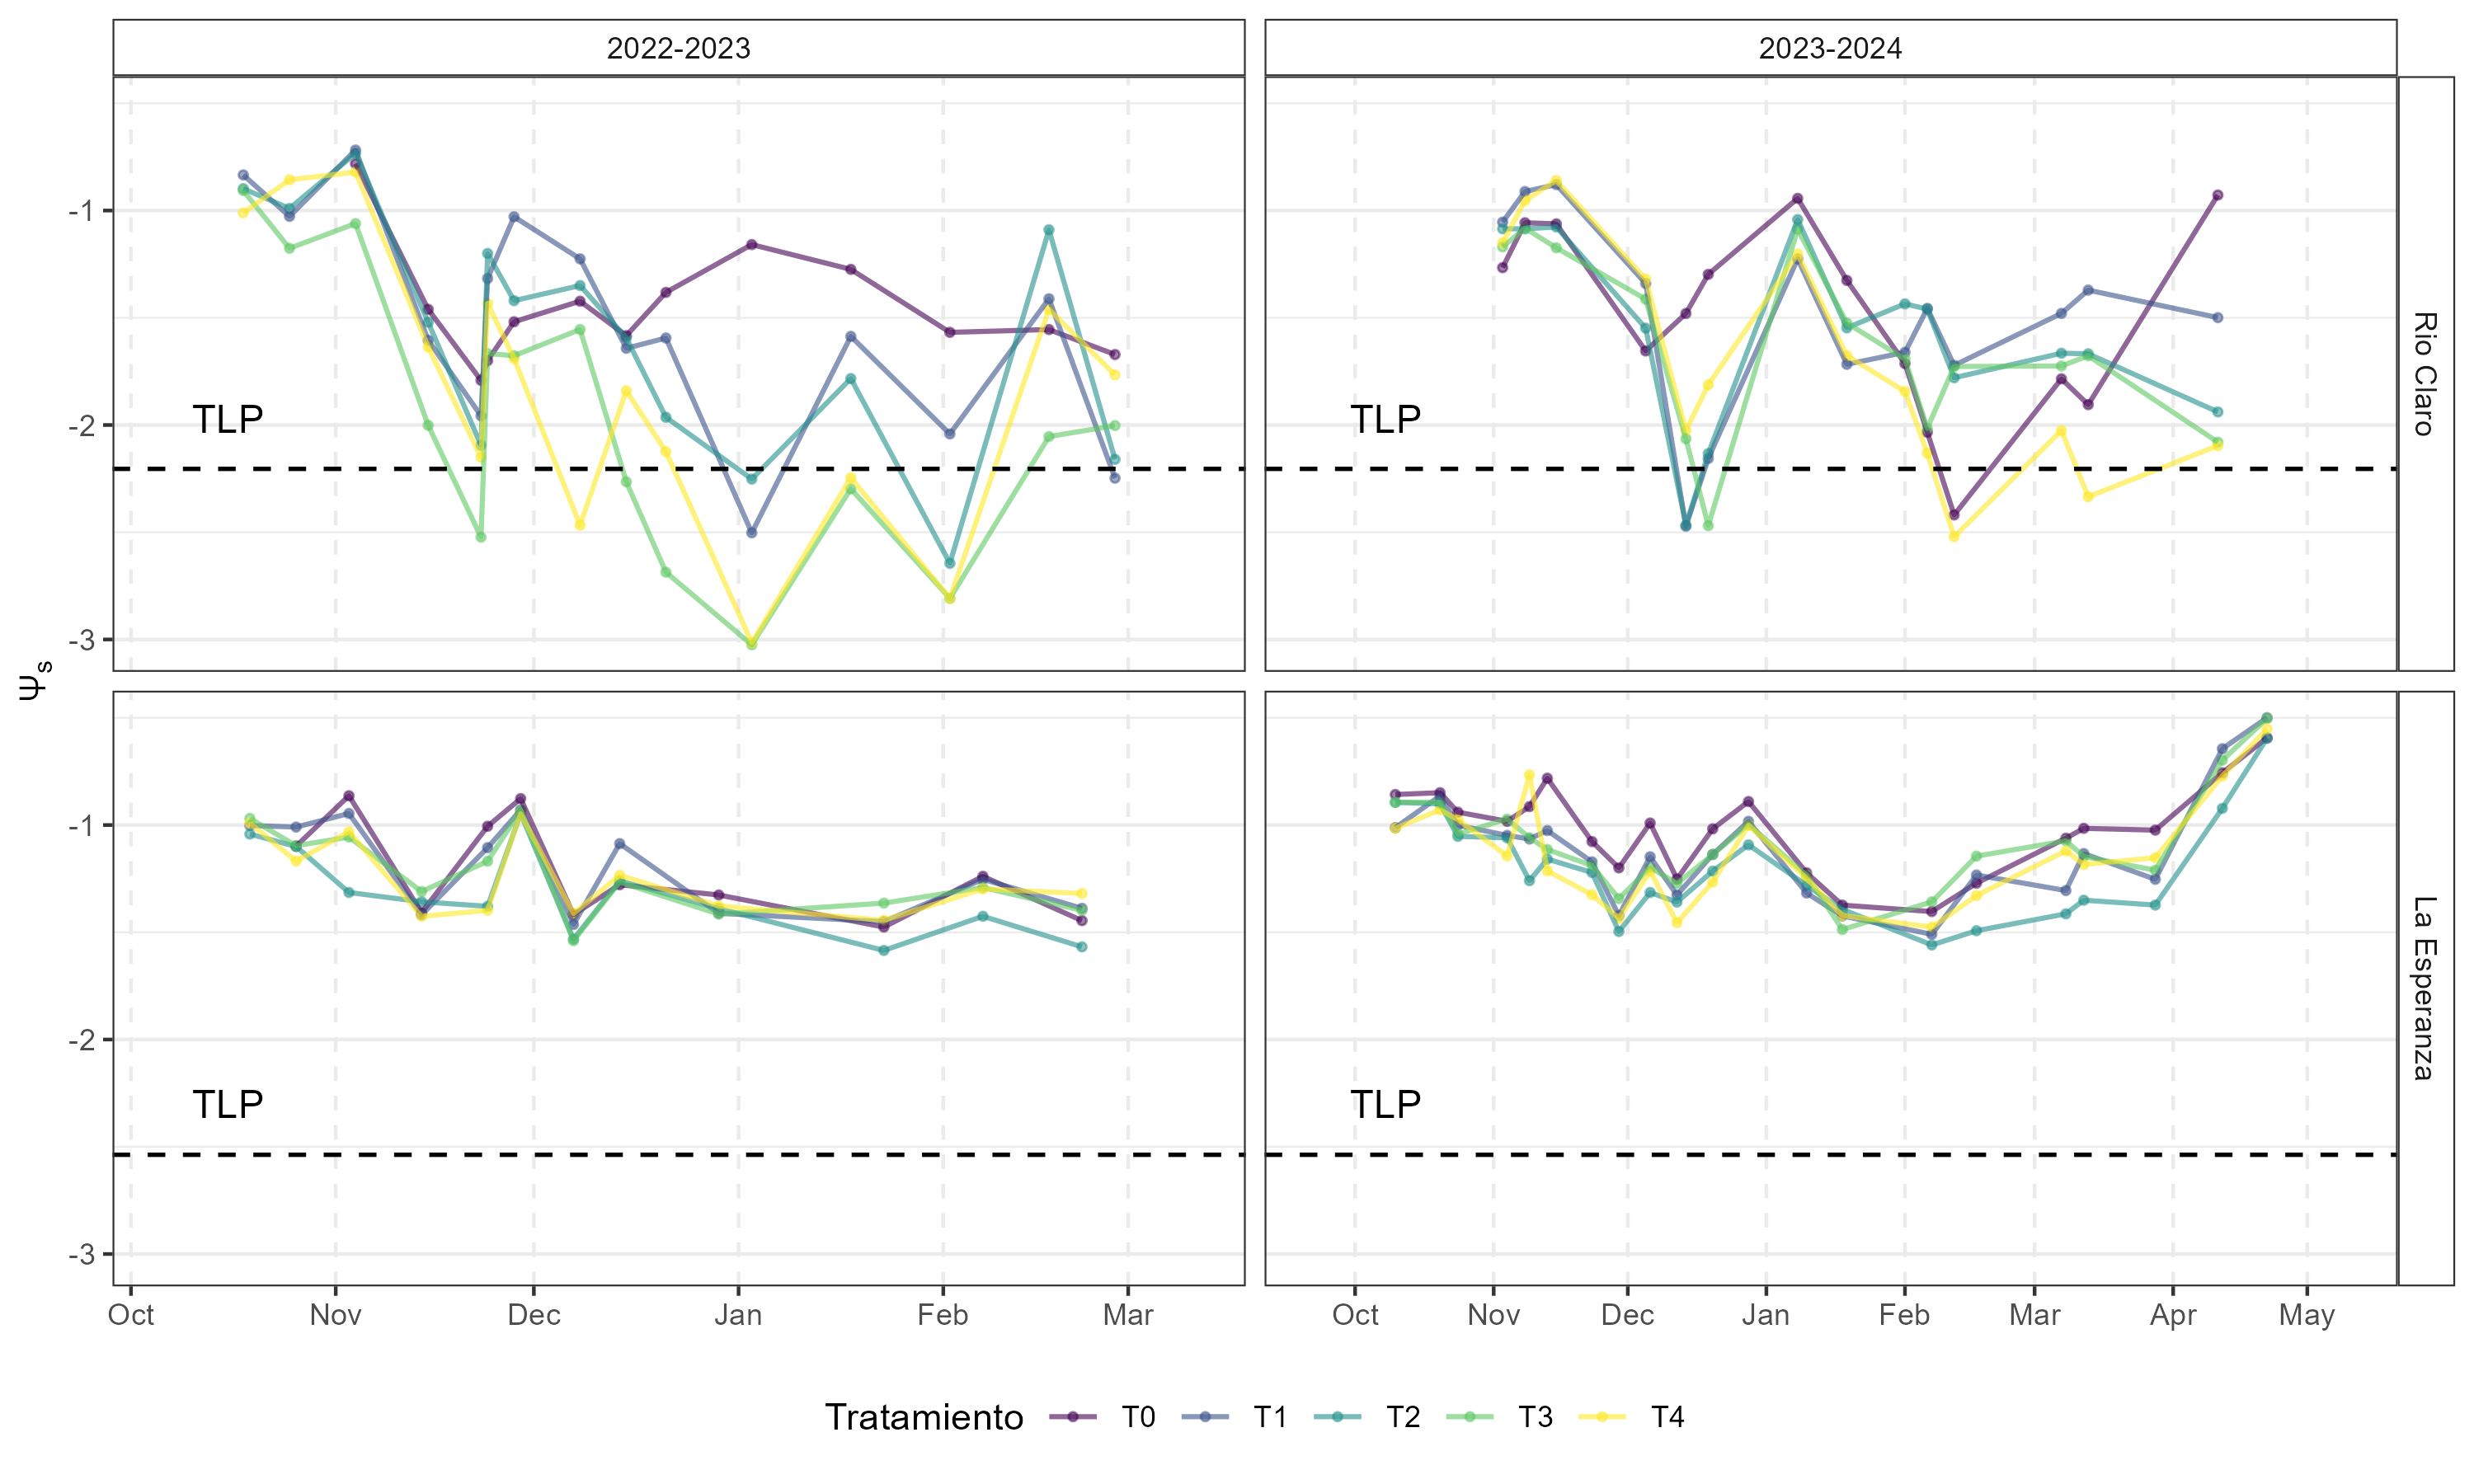 2022-2023
2023-2024
-1
-2
-3
TLP
TLP
Rio Claro
Ψs
-1
-2
-3
TLP
TLP
La Esperanza
Oct Nov Dec Jan Feb Mar
Oct Nov Dec Jan Feb Mar Apr May
Tratamiento T0 T1 T2 T3 T4